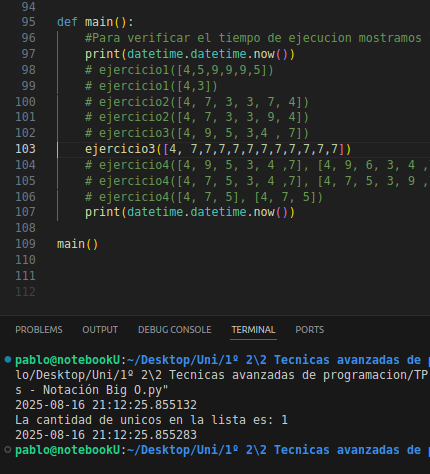 94
95 def main():
96 #Para verificar el tiempo de ejecucion mostramos
97 print(datetime.datetime.now())
98 # ejercicio1([4,5,9,9,9,5])
99 # ejercicio1([4,3])
100 # ejercicio2([4, 7, 3, 3, 7, 4])
101 # ejercicio2([4, 7, 3, 3, 9, 4])
102 # ejercicio3([4, 9, 5, 3,4 , 7])
103 ejercicio3([4, 7,7,7,7,7,7,7,7,7,7,7])
104 # ejercicio4([4, 9, 5, 3, 4 ,7], [4, 9, 6, 3, 4 ,
105 # ejercicio4([4, 7, 5, 3, 4 ,7], [4, 7, 5, 3, 9 ,
106 # ejercicio4([4, 7, 5], [4, 7, 5])
107 print(datetime.datetime.now())
108
109 main()
110
111
112
PROBLEMS OUTPUT DEBUG CONSOLE TERMINAL PORTS
pablo@notebookU:~/Desktop/Uni/1º 2\2 Tecnicas avanzadas de
lo/Desktop/Uni/1º 2\2 Tecnicas avanzadas de programacion/TP
s - Notación Big O.py"
2025-08-16 21:12:25.855132
La cantidad de unicos en la lista es: 1
2025-08-16 21:12:25.855283
pablo@notebookU:~/Desktop/Uni/1º 2\2 Tecnicas avanzadas de